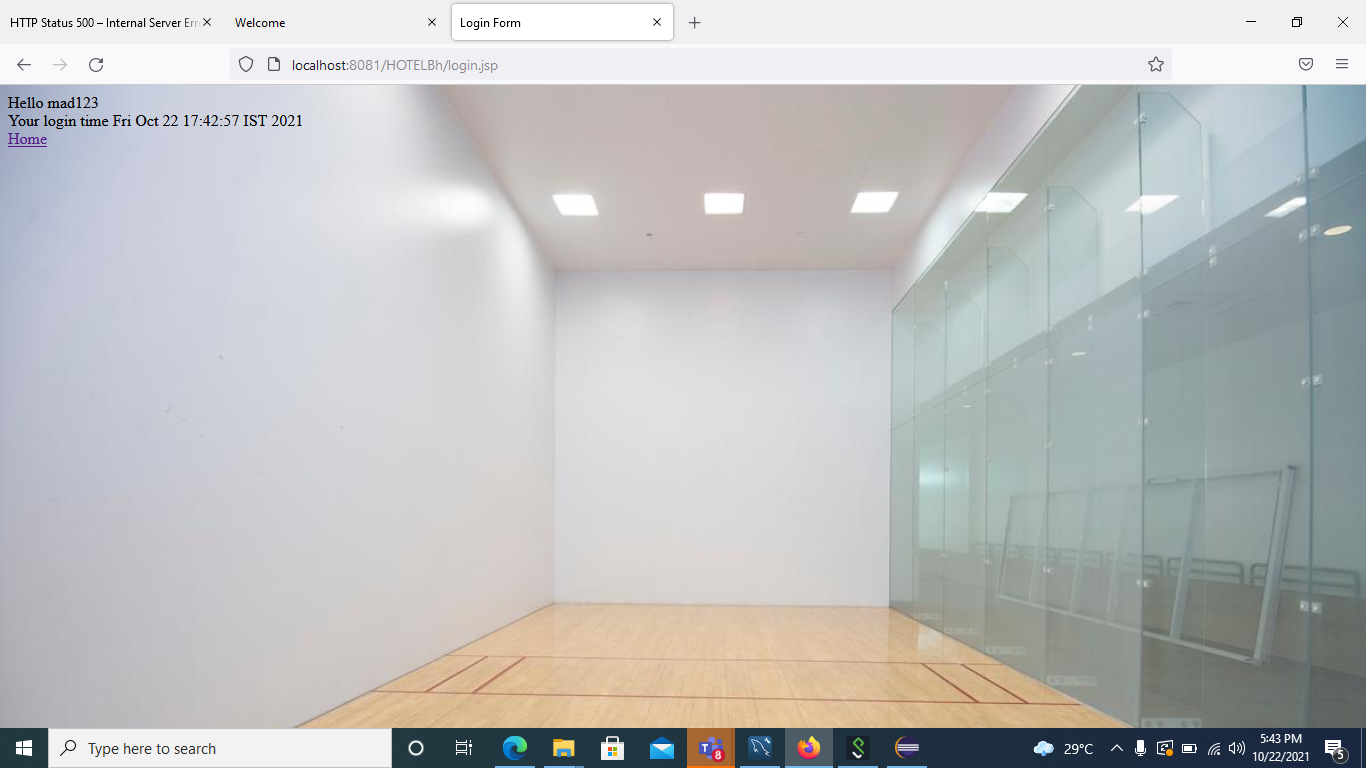 HTTP Status 500 – Internal Server Err
Welcome
Login Form
localhost:8081/HOTELBh/login.jsp
Hello mad123
Your login time Fri Oct 22 17:42:57 IST 2021
Home
Type here to search
8
29°C
5:43 PM
10/22/2021
5